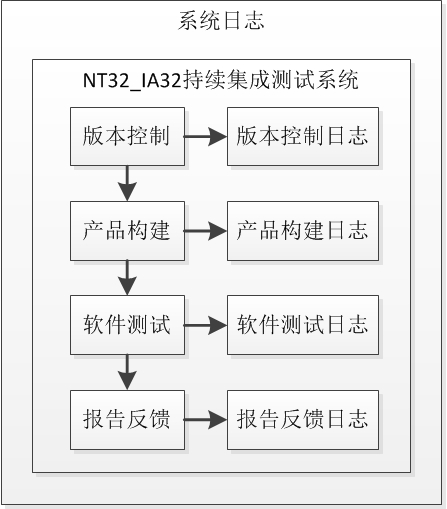 系统日志
NT32_IA32持续集成测试系统
版本控制
版本控制日志
产品构建
产品构建日志
软件测试
软件测试日志
报告反馈
报告反馈日志